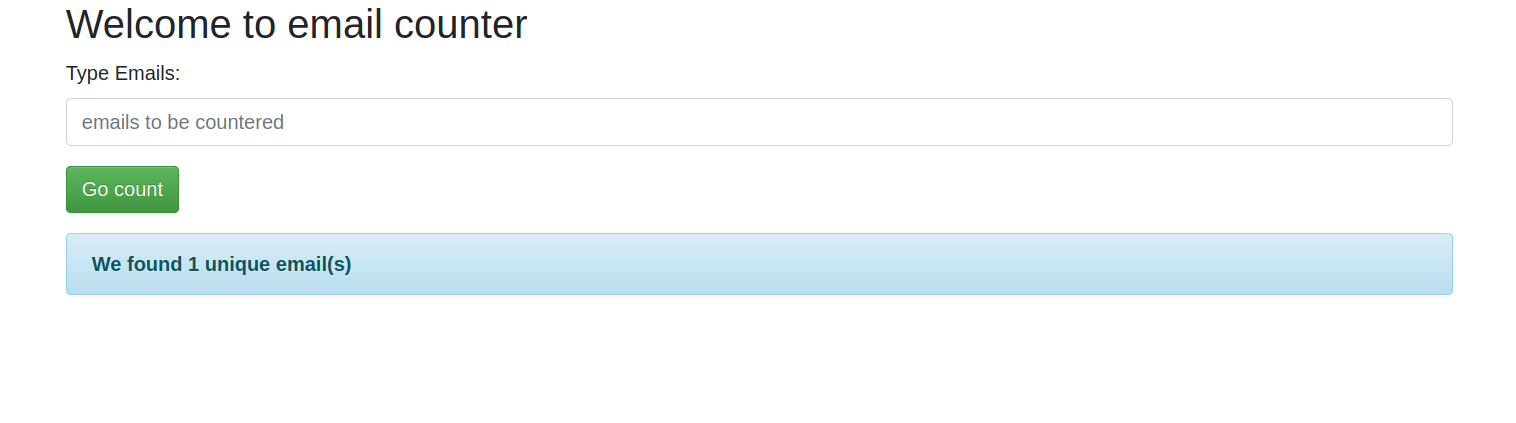 Welcome to email counter
Type Emails:
emails to be countered
Go count
We found 1 unique email(s)